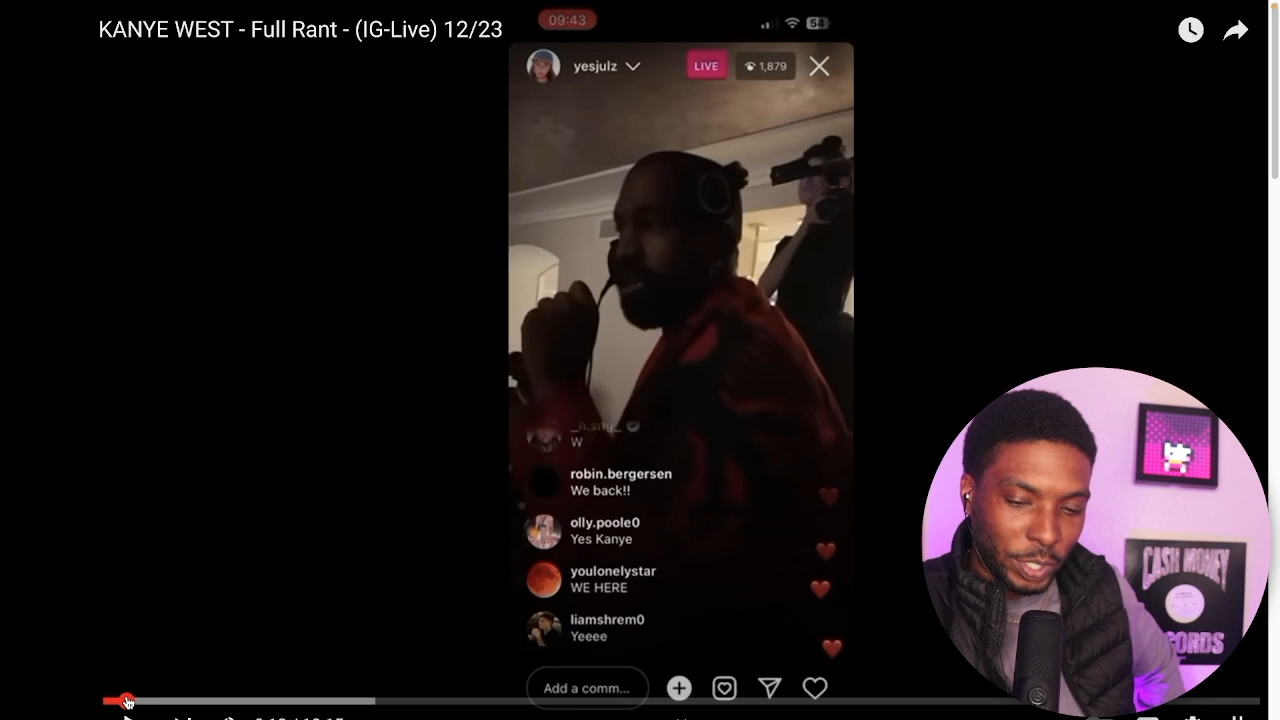 KANYE WEST - Full Rant - (IG-Live) 12/23
09:43
54
yesjulz
LIVE
1,879
W
robin.bergersen
We back!!
olly.poole0
Yes Kanye
youlonelystar
WE HERE
liamshrem0
Yeeee
Add a comm...
CASH MONEY